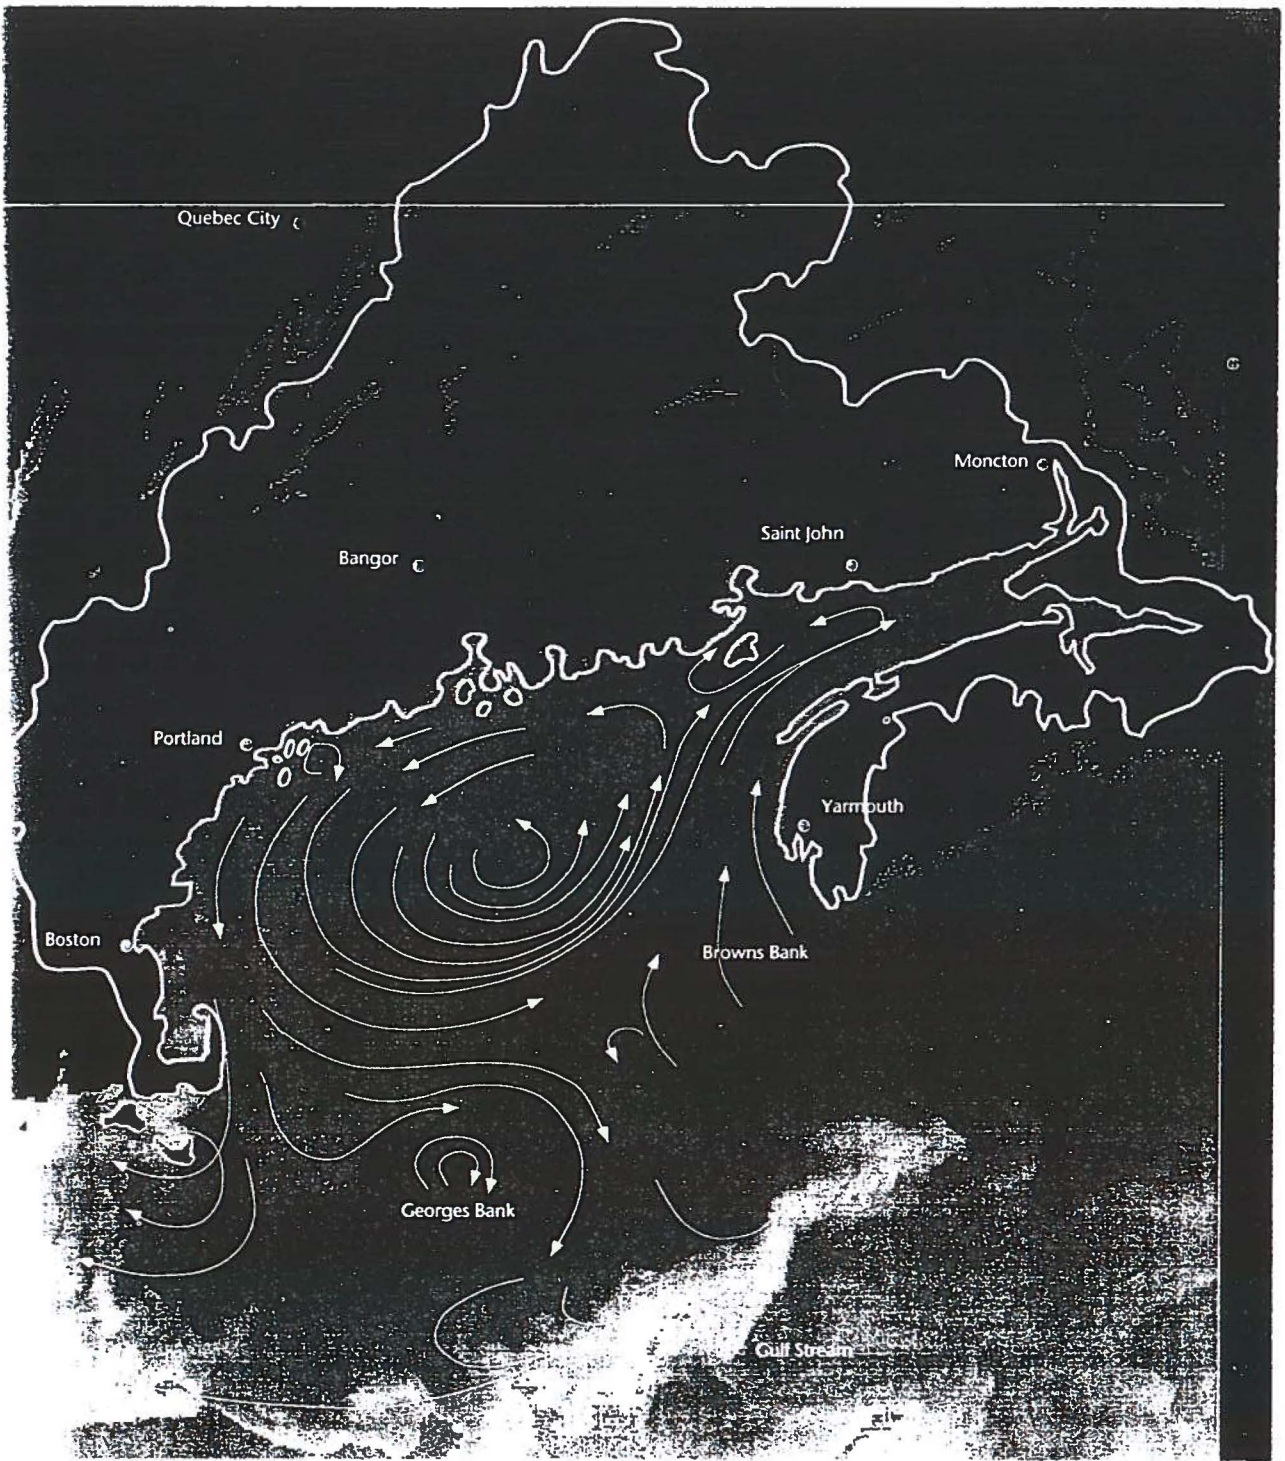 Quebec City
Moncton
Saint John
Bangor
Portland
Yarmouth
Boston
Browns Bank
Georges Bank
Gulf Stream